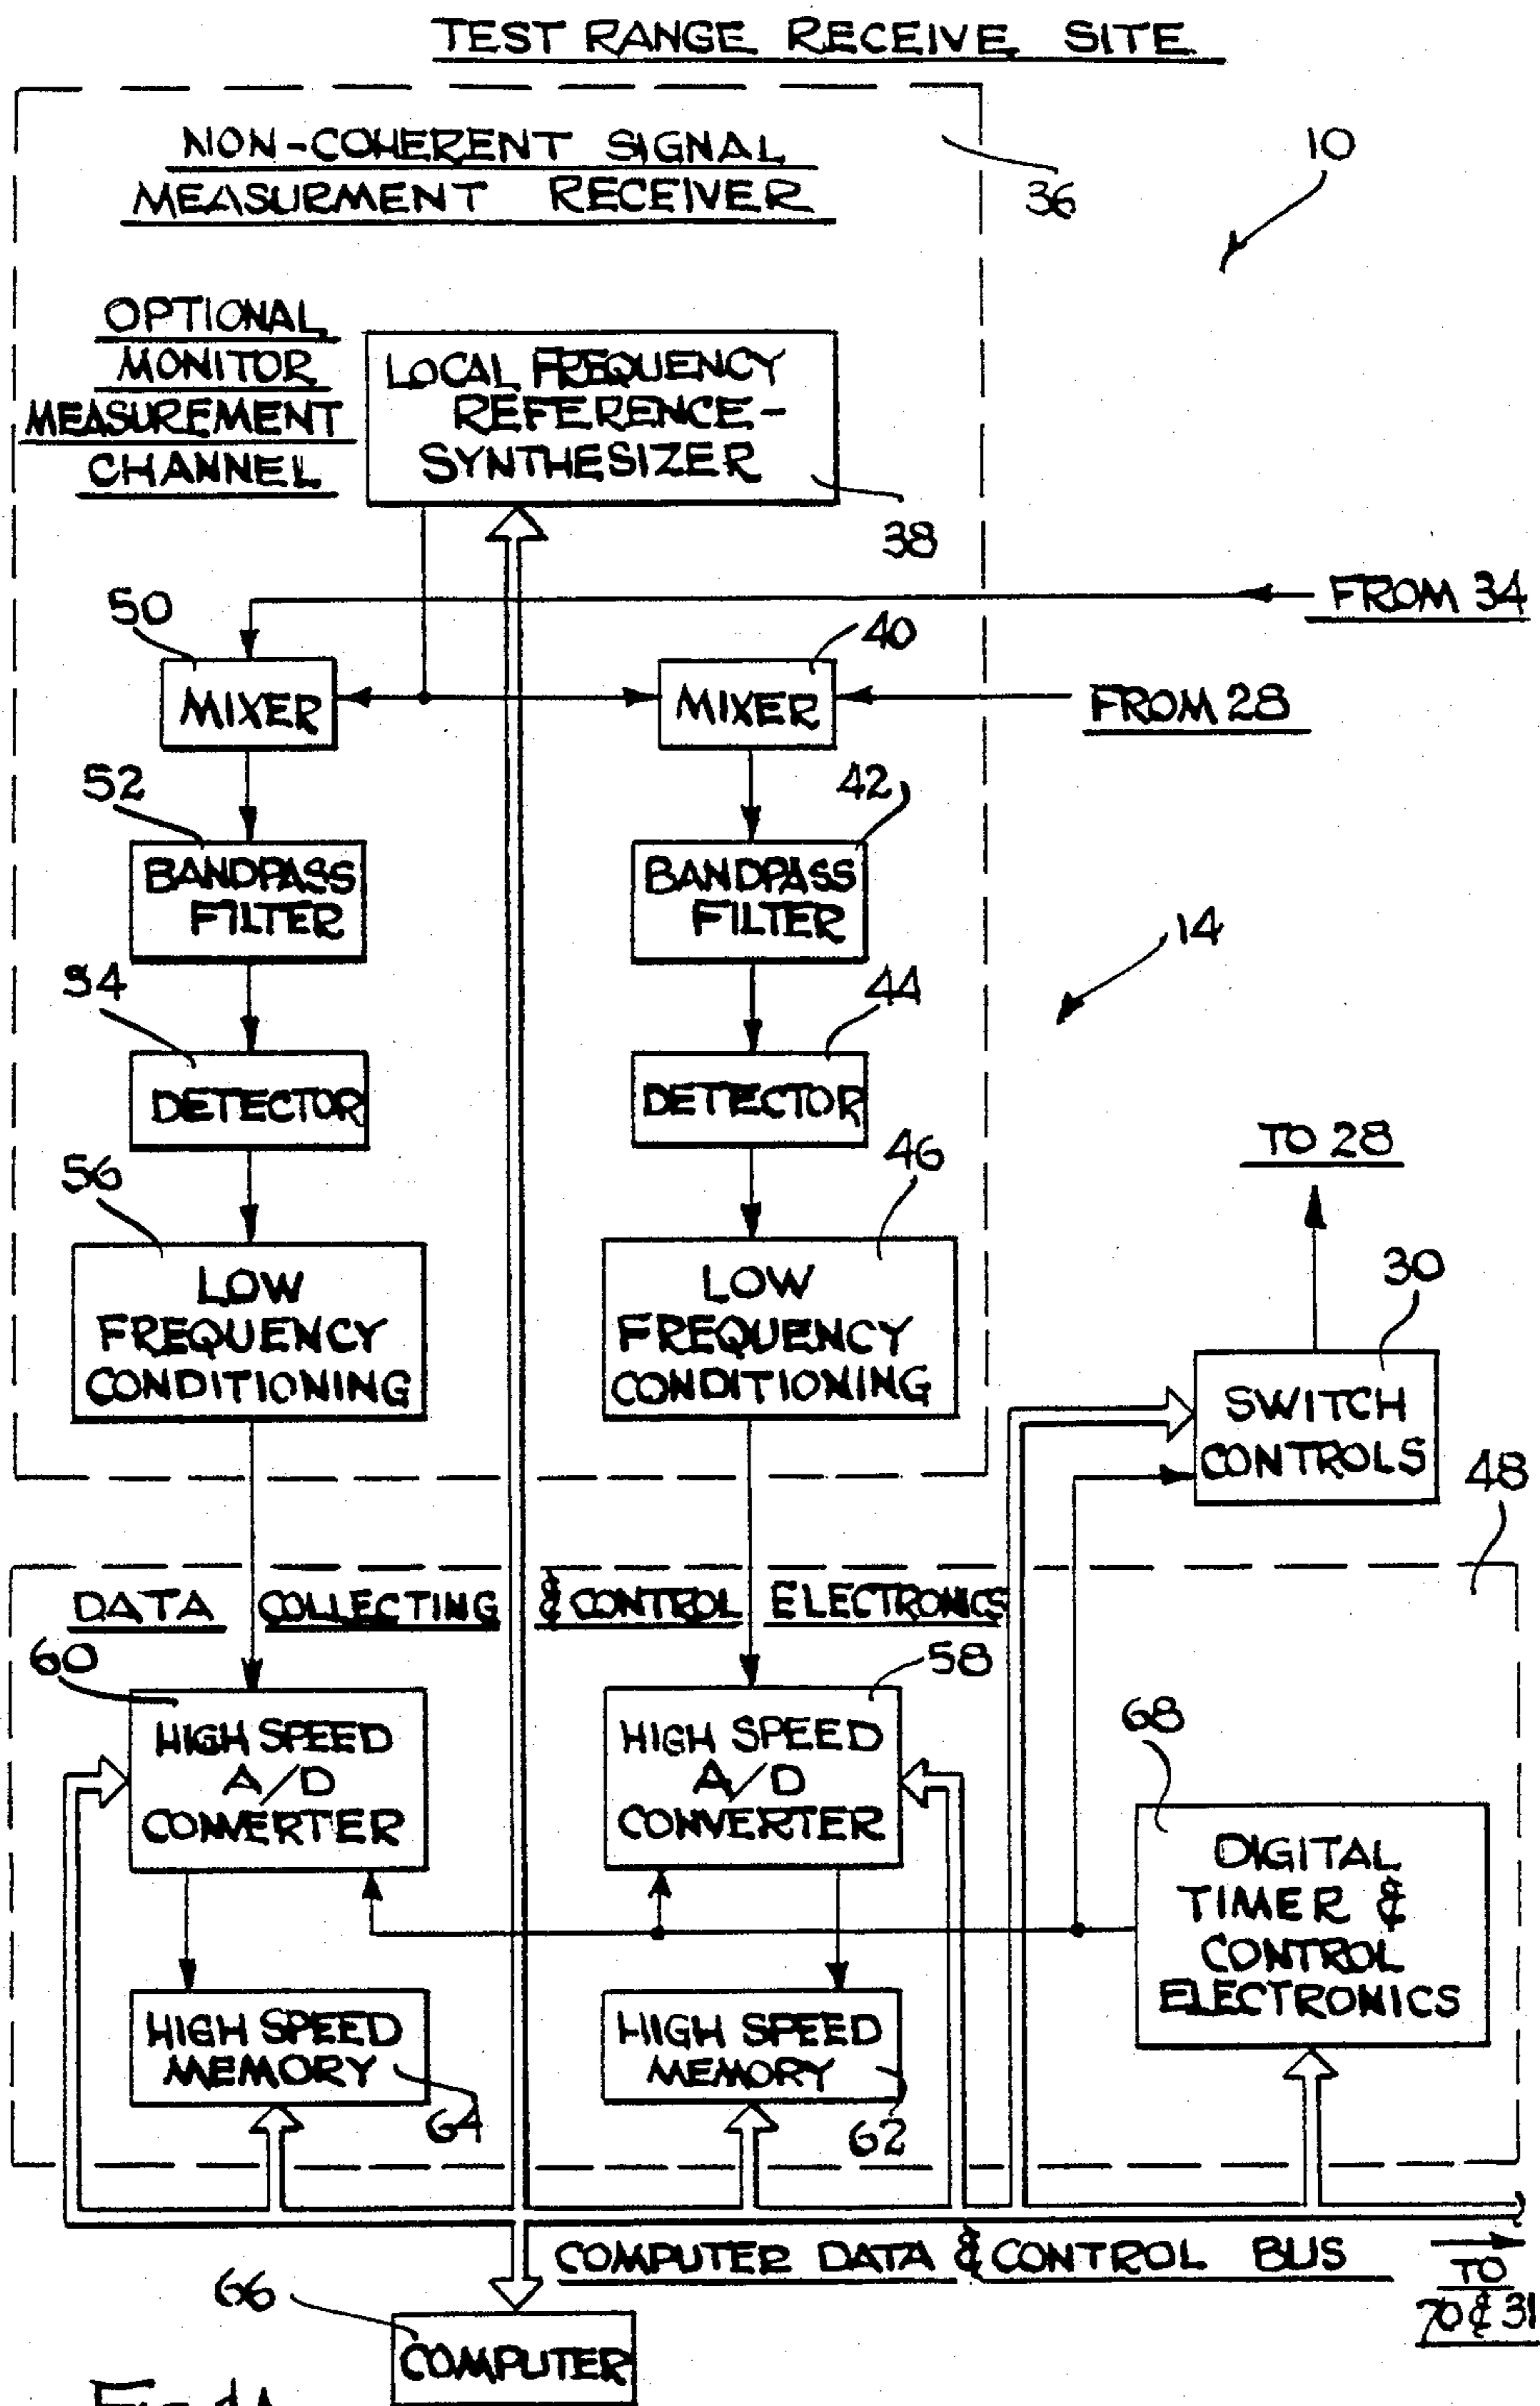 TEST RANGE RECEIVE SITE
NON-COHERENT SIGNAL
MEASURMENT RECEIVER
36
10
OPTIONAL
MONITOR
MEASUREMENT
CHANNEL
LOCAL FREQUENCY
REFERENCE-
SYNTHESIZER
38
FROM 34
50
MIXER
40
MIXER
FROM 28
52
BANDPASS
FILTER
42
BANDPASS
FILTER
14
54
DETECTOR
44
DETECTOR
TO 28
56
LOW
FREQUENCY
CONDITIONING
46
LOW
FREQUENCY
CONDITIONING
30
SWITCH
CONTROLS
48
DATA COLLECTING & CONTROL ELECTRONICS
60
HIGH SPEED
A/D
CONVERTER
58
HIGH SPEED
A/D
CONVERTER
68
DIGITAL
TIMER &
CONTROL
ELECTRONICS
HIGH SPEED
MEMORY
64
HIGH SPEED
MEMORY
62
COMPUTER DATA & CONTROL BUS
TO
70 & 31
66
COMPUTER